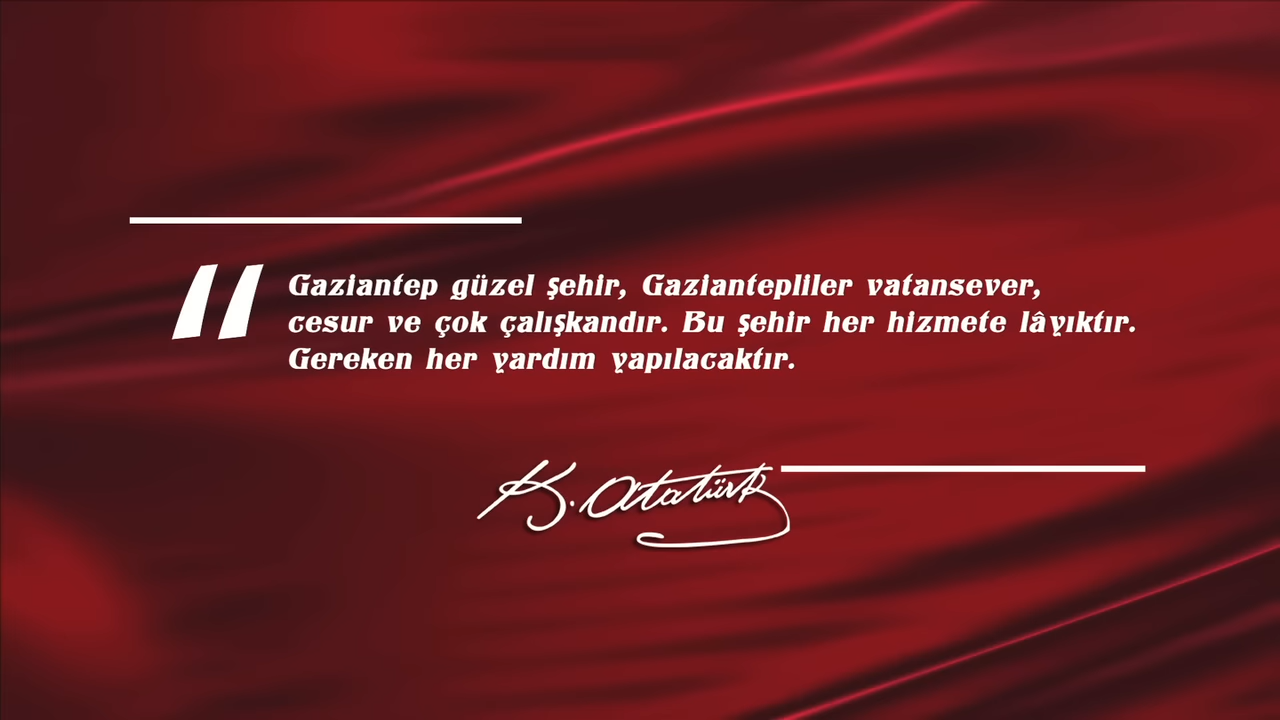 “
Gaziantep güzel şehir, Gaziantepliler vatansever,
cesur ve çok çalışkandır. Bu şehir her hizmete lâyıktır.
Gereken her yardım yapılacaktır.
K. Atatürk